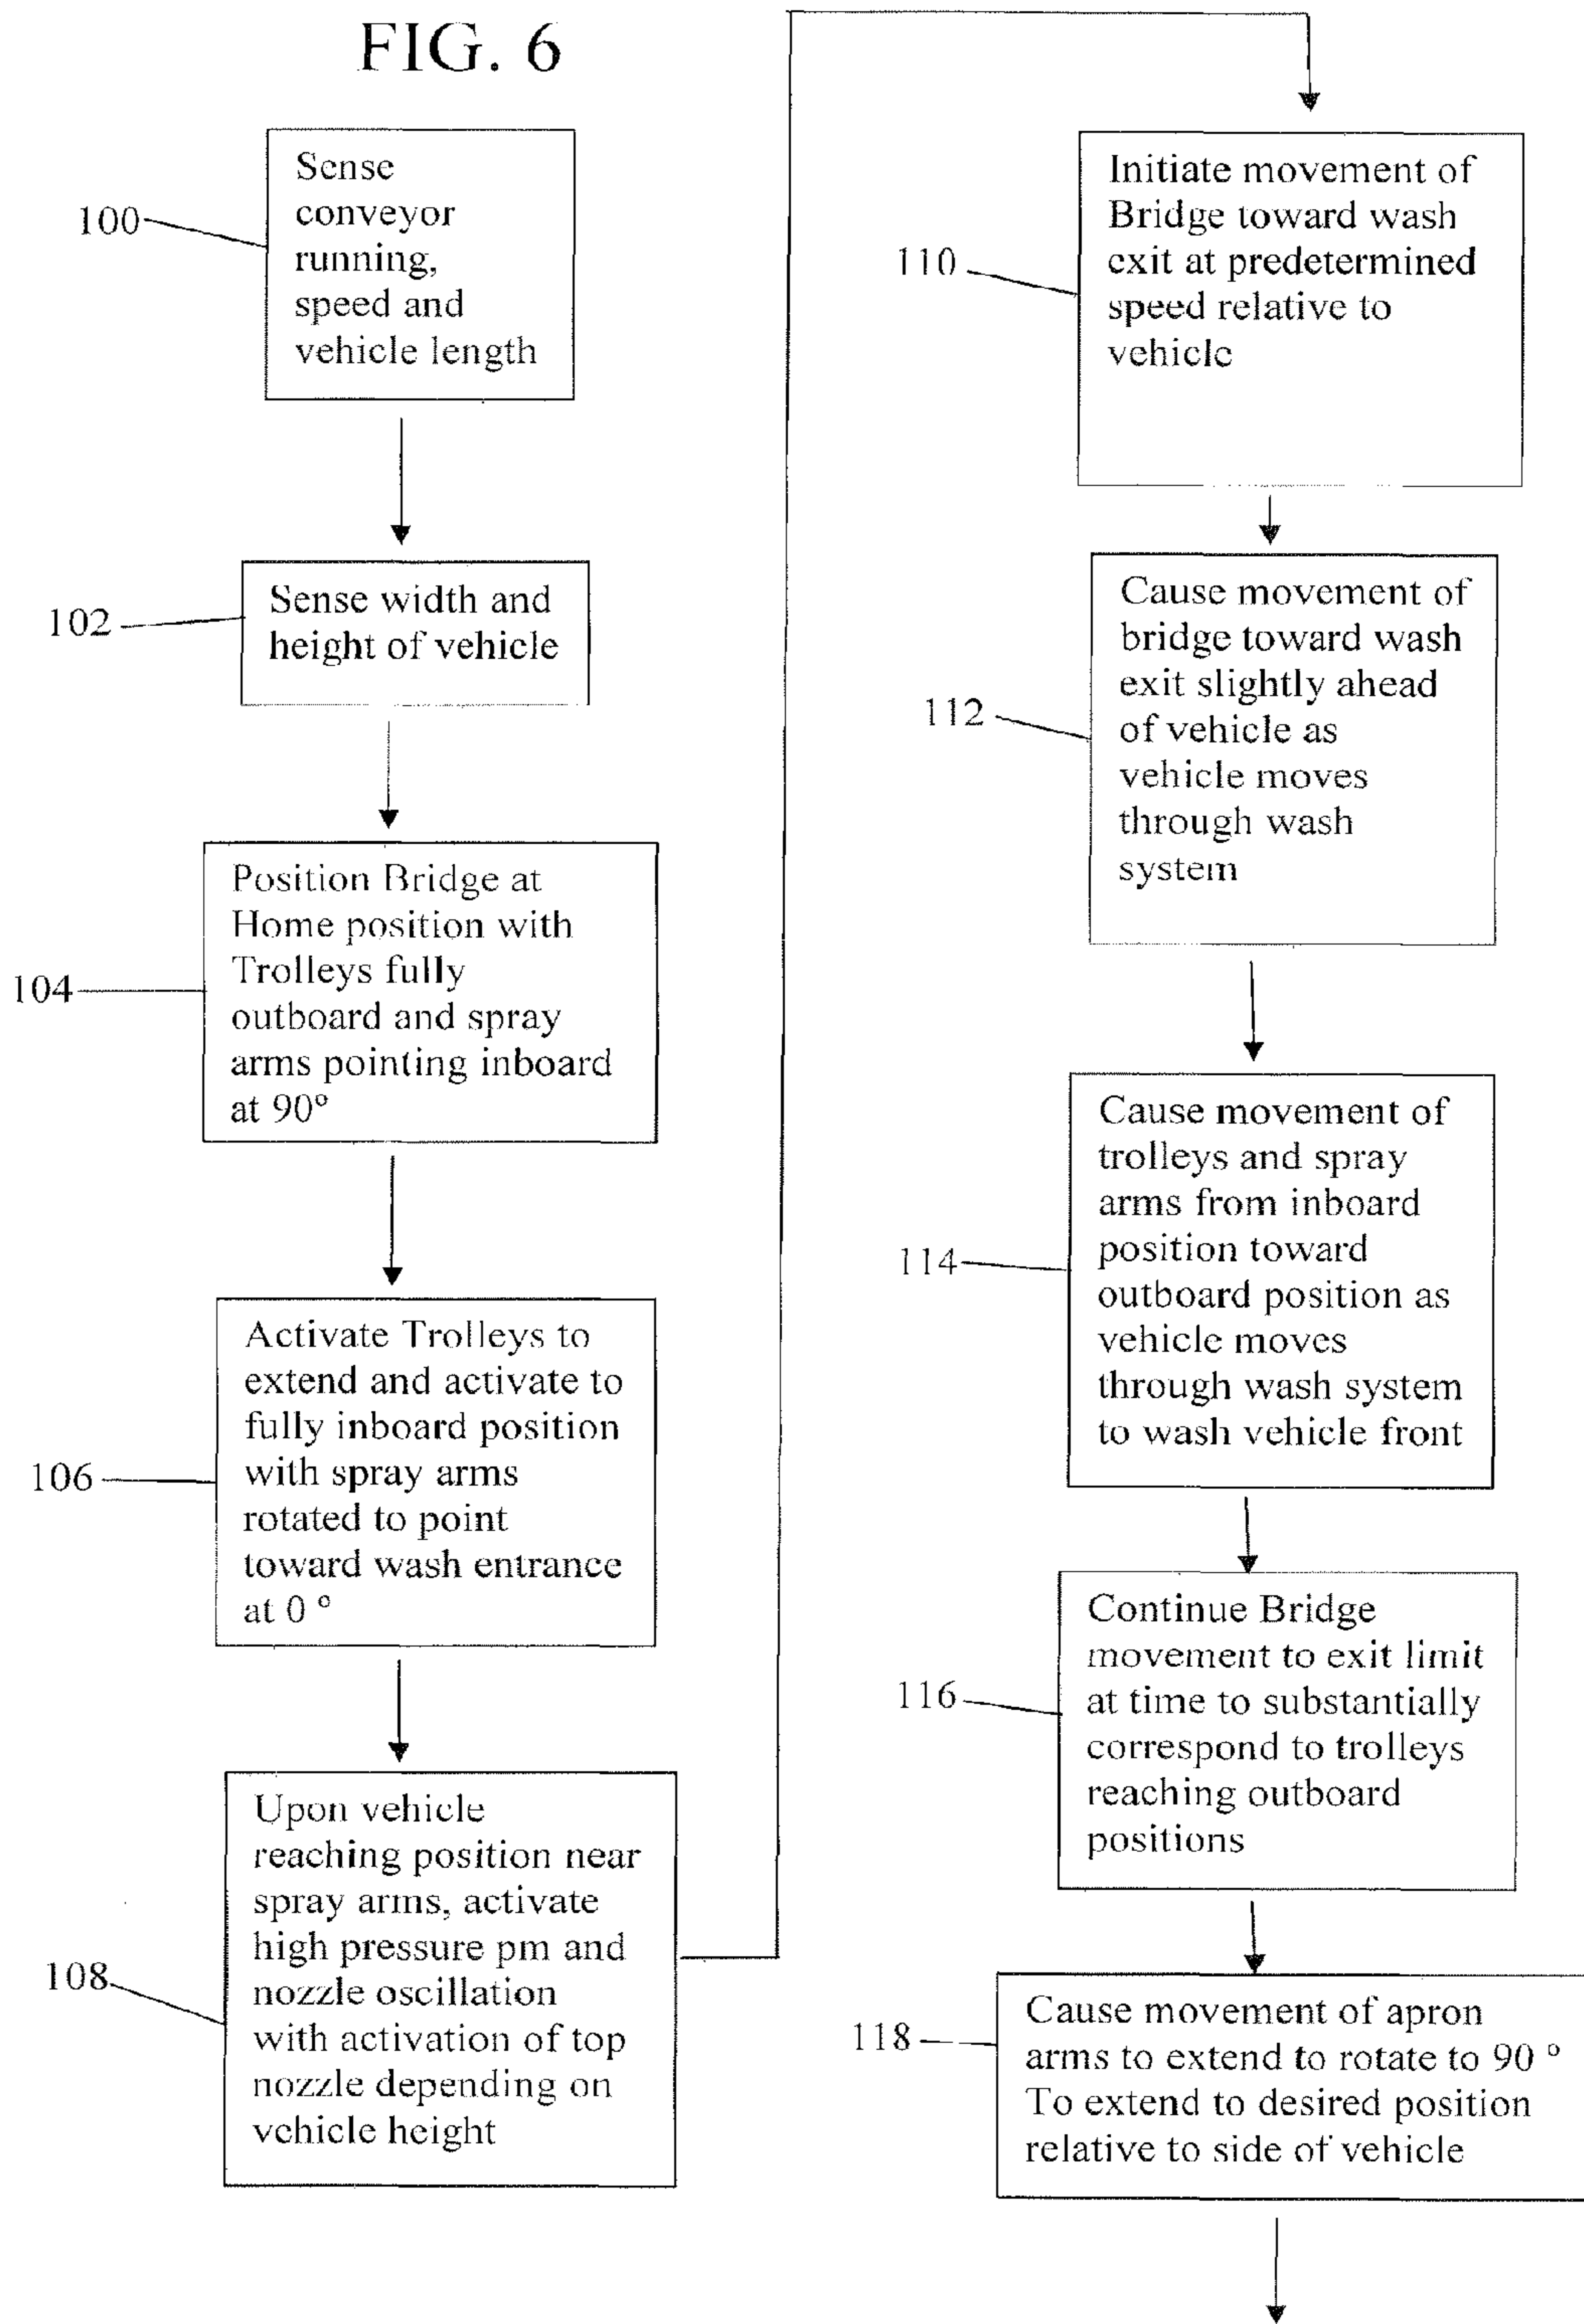 FIG. 6
100
Sense
conveyor
running,
speed and
vehicle length
102
Sense width and
height of vehicle
104
Position Bridge at
Home position with
Trolleys fully
outboard and spray
arms pointing inboard
at 90°
106
Activate Trolleys to
extend and activate to
fully inboard position
with spray arms
rotated to point
toward wash entrance
at 0 °
108
Upon vehicle
reaching position near
spray arms, activate
high pressure pm and
nozzle oscillation
with activation of top
nozzle depending on
vehicle height
110
Initiate movement of
Bridge toward wash
exit at predetermined
speed relative to
vehicle
112
Cause movement of
bridge toward wash
exit slightly ahead
of vehicle as
vehicle moves
through wash
system
114
Cause movement of
trolleys and spray
arms from inboard
position toward
outboard position as
vehicle moves
through wash system
to wash vehicle front
116
Continue Bridge
movement to exit limit
at time to substantially
correspond to trolleys
reaching outboard
positions
118
Cause movement of apron
arms to extend to rotate to 90 °
To extend to desired position
relative to side of vehicle